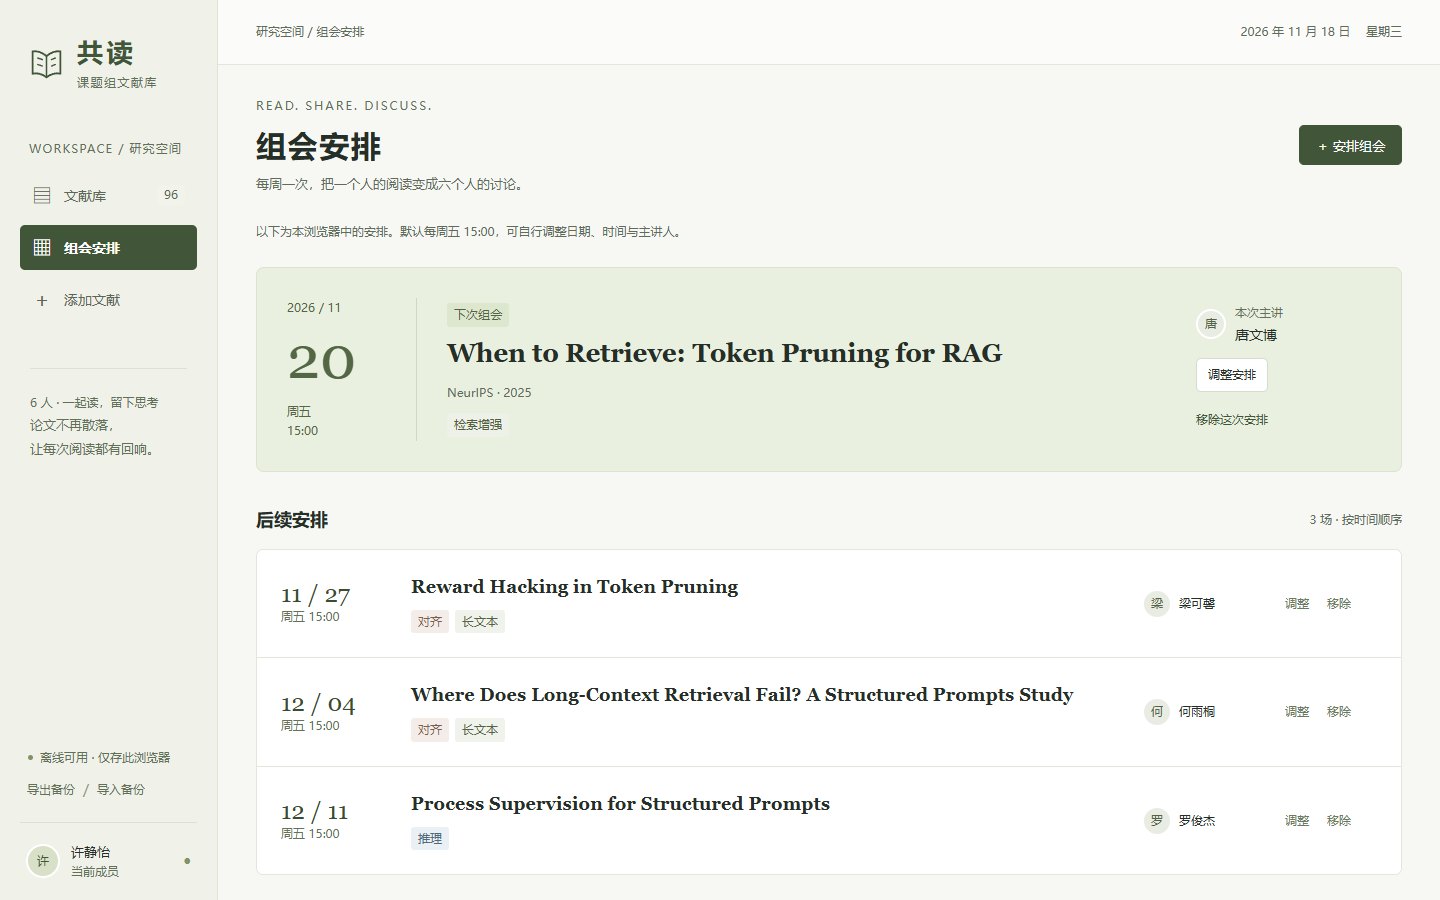 共读
课题组文献库
WORKSPACE / 研究空间
文献库 96
组会安排
+ 添加文献
6 人 · 一起读，留下思考
论文不再散落，
让每次阅读都有回响。
• 离线可用 · 仅存此浏览器
导出备份 / 导入备份
许 许静怡
当前成员
研究空间 / 组会安排
2026 年 11 月 18 日 星期三
READ. SHARE. DISCUSS.
组会安排
+ 安排组会
每周一次，把一个人的阅读变成六个人的讨论。
以下为本浏览器中的安排。默认每周五 15:00，可自行调整日期、时间与主讲人。
2026 / 11
20
周五
15:00
下次组会
When to Retrieve: Token Pruning for RAG
NeurIPS · 2025
检索增强
唐
本次主讲
唐文博
调整安排
移除这次安排
后续安排
3 场 · 按时间顺序
11 / 27
周五 15:00
Reward Hacking in Token Pruning
对齐 长文本
梁 梁可馨 调整 移除
12 / 04
周五 15:00
Where Does Long-Context Retrieval Fail? A Structured Prompts Study
对齐 长文本
何 何雨桐 调整 移除
12 / 11
周五 15:00
Process Supervision for Structured Prompts
推理
罗 罗俊杰 调整 移除